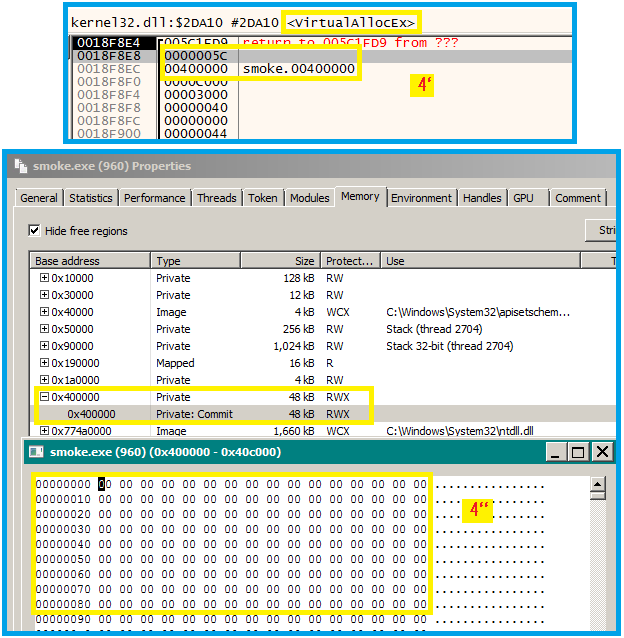 kernel32.dll:$2DA10 #2DA10 <VirtualAllocEx>
0018F8E4 005C1FD9 return to 005C1FD9 from ???
0018F8E8 0000005C
0018F8EC 00400000 smoke.00400000
0018F8F0 0000C000
0018F8F4 00003000
0018F8F8 00000040
0018F8FC 00000000
0018F900 00000044
4‘
smoke.exe (960) Properties
General Statistics Performance Threads Token Modules Memory Environment Handles GPU Comment
Hide free regions
Stri
Base address Type Size Protect... Use T
0x10000 Private 128 kB RW
0x30000 Private 12 kB RW
0x40000 Image 4 kB WCX C:\Windows\System32\apisetschem...
0x50000 Private 256 kB RW Stack (thread 2704)
0x90000 Private 1,024 kB RW Stack 32-bit (thread 2704)
0x190000 Mapped 16 kB R
0x1a0000 Private 4 kB RW
0x400000 Private 48 kB RWX
0x400000 Private: Commit 48 kB RWX
0x774a0000 Image 1,660 kB WCX C:\Windows\System32\ntdll.dll
smoke.exe (960) (0x400000 - 0x40c000)
00000000 00 00 00 00 00 00 00 00 00 00 00 00 00 00 00 00 ................
00000010 00 00 00 00 00 00 00 00 00 00 00 00 00 00 00 00 ................
00000020 00 00 00 00 00 00 00 00 00 00 00 00 00 00 00 00 ................
00000030 00 00 00 00 00 00 00 00 00 00 00 00 00 00 00 00 ................
00000040 00 00 00 00 00 00 00 00 00 00 00 00 00 00 00 00 ................
00000050 00 00 00 00 00 00 00 00 00 00 00 00 00 00 00 00 ................
00000060 00 00 00 00 00 00 00 00 00 00 00 00 00 00 00 00 ................
00000070 00 00 00 00 00 00 00 00 00 00 00 00 00 00 00 00 ................
00000080 00 00 00 00 00 00 00 00 00 00 00 00 00 00 00 00 ................
00000090 00 00 00 00 00 00 00 00 00 00 00 00 00 00 00 00 ................
4“